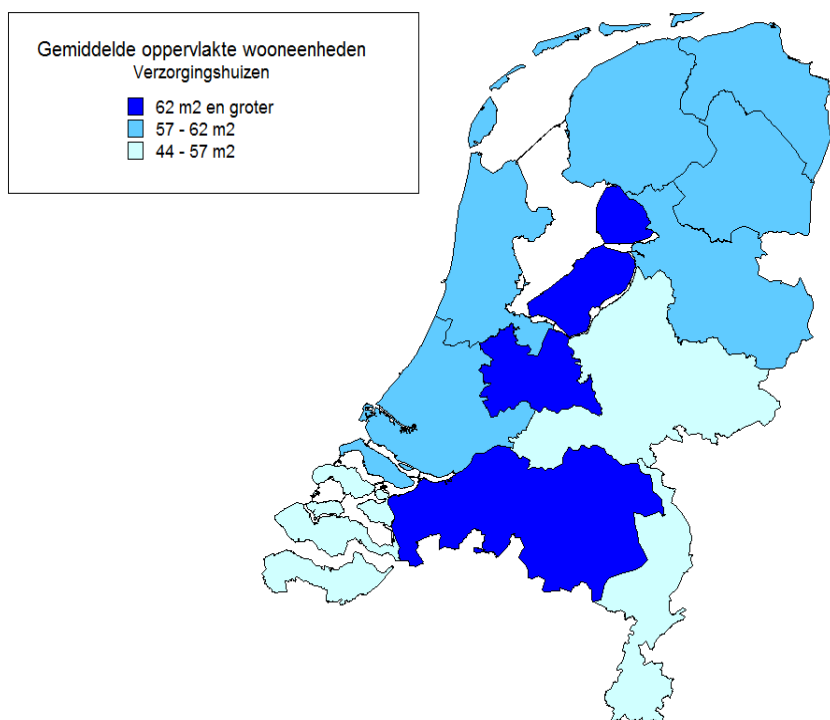 Gemiddelde oppervlakte wooneenheden
Verzorgingshuizen
62 m2 en groter
57 - 62 m2
44 - 57 m2